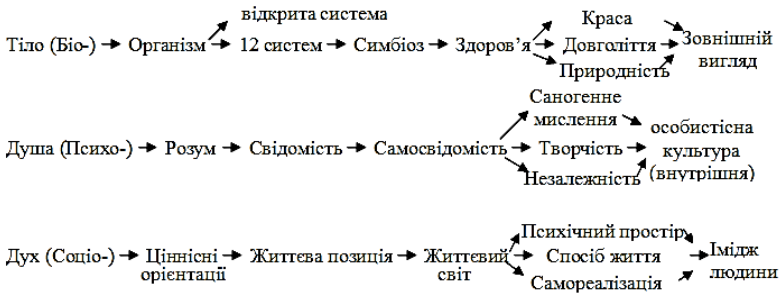 відкрита система
Краса
Тіло (Біо-) Організм 12 систем Симбіоз Здоров’я Довголіття Зовнішній
вигляд
Природність
Саногенне
мислення
Душа (Психо-) Розум Свідомість Самосвідомість Творчість особистісна
культура
(внутрішня)
Незалежність
Психічний простір
Дух (Соціо-) Ціннісні Життєва позиція Життєвий Спосіб життя Імідж
орієнтації світ людини
Самореалізація